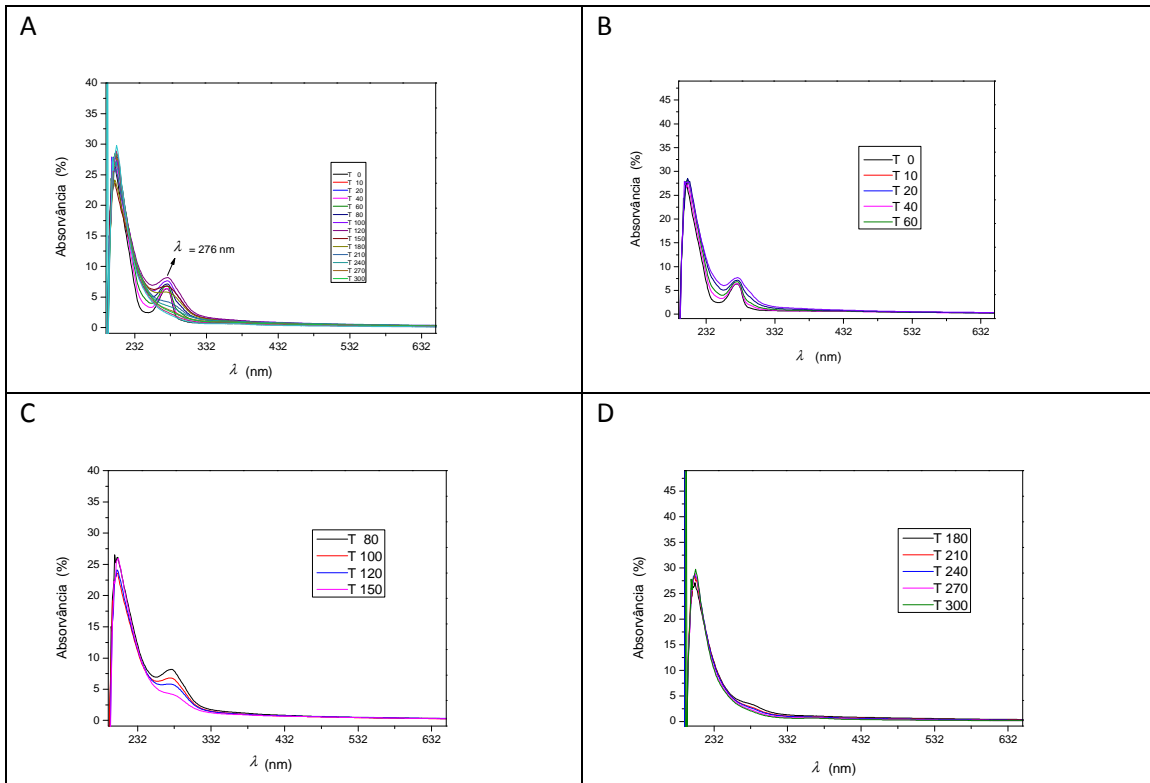 A
Absorvância (%)
40
35
30
25
20
15
10
5
0
T 0
T 10
T 20
T 40
T 60
T 80
T 100
T 120
T 150
T 180
T 210
T 240
T 270
T 300
λ = 276 nm
232 332 432 532 632
λ (nm)
B
Absorvância (%)
45
40
35
30
25
20
15
10
5
0
T 0
T 10
T 20
T 40
T 60
232 332 432 532 632
λ (nm)
C
Absorvância (%)
40
35
30
25
20
15
10
5
0
T 80
T 100
T 120
T 150
232 332 432 532 632
λ (nm)
D
Absorvância (%)
45
40
35
30
25
20
15
10
5
0
T 180
T 210
T 240
T 270
T 300
232 332 432 532 632
λ (nm)